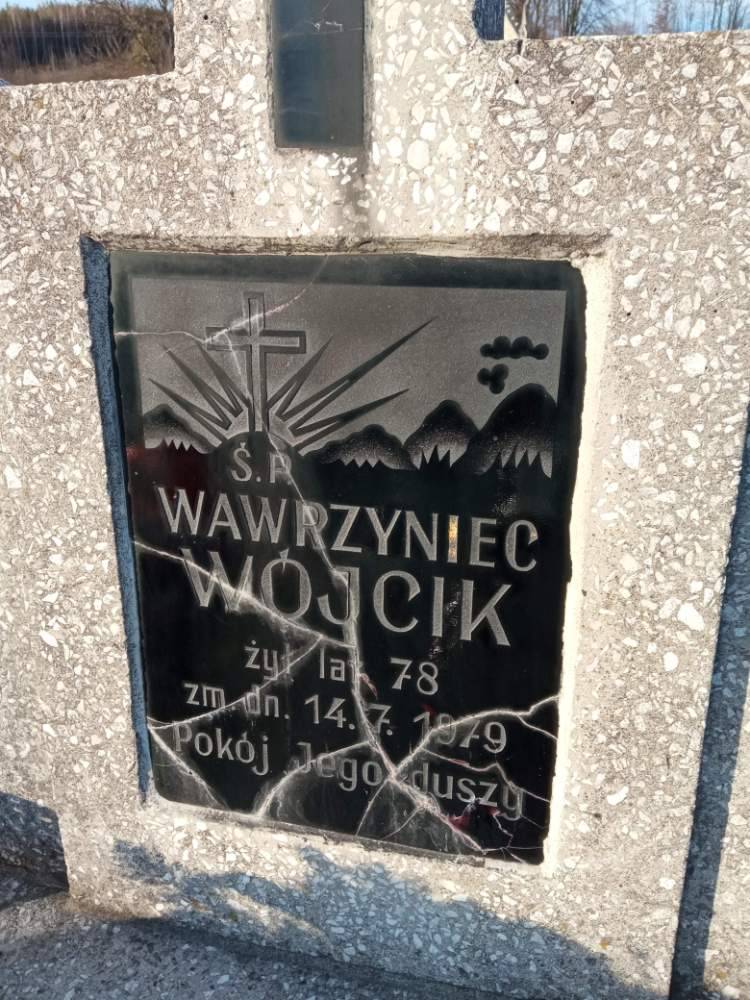 Ś.P.
WAWRZYNIEC
WÓJCIK
żył lat 78
zm dn. 14.7. 1979
Pokój Jego duszy